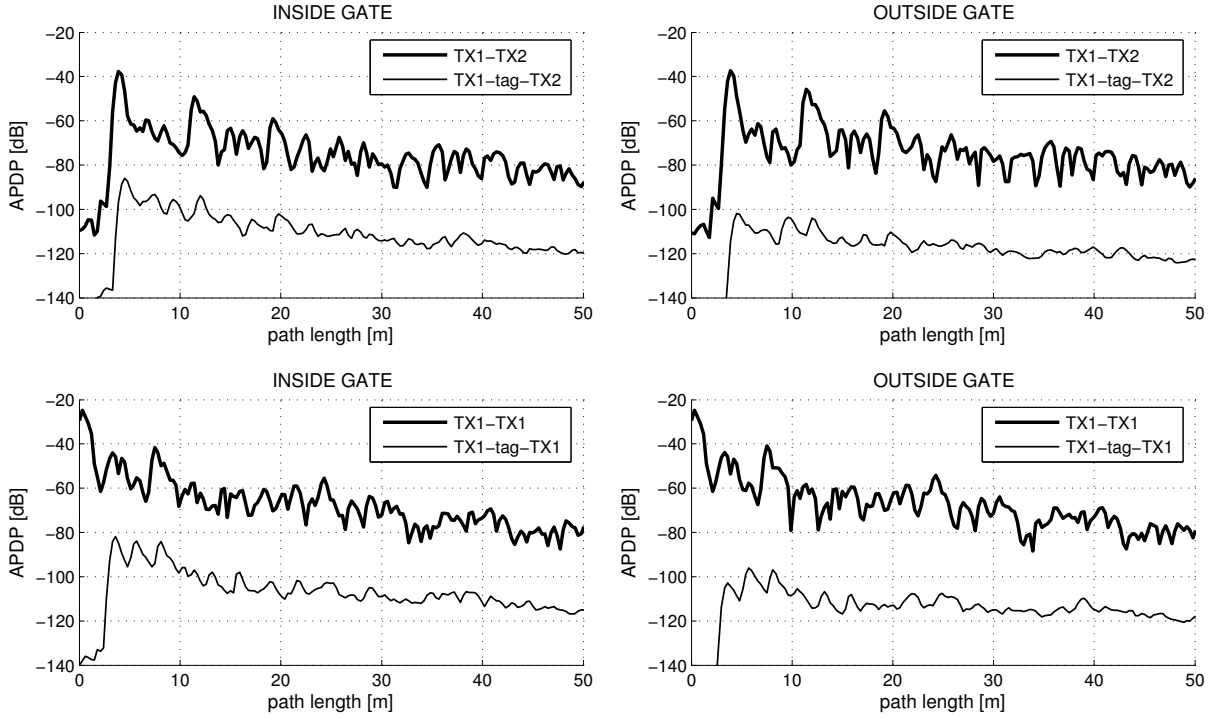 INSIDE GATE
−20
−40
−60
−80
−100
−120
−140
APDP [dB]
TX1−TX2
TX1−tag−TX2
0 10 20 30 40 50
path length [m]
OUTSIDE GATE
−20
−40
−60
−80
−100
−120
−140
APDP [dB]
TX1−TX2
TX1−tag−TX2
0 10 20 30 40 50
path length [m]
INSIDE GATE
−20
−40
−60
−80
−100
−120
−140
APDP [dB]
TX1−TX1
TX1−tag−TX1
0 10 20 30 40 50
path length [m]
OUTSIDE GATE
−20
−40
−60
−80
−100
−120
−140
APDP [dB]
TX1−TX1
TX1−tag−TX1
0 10 20 30 40 50
path length [m]